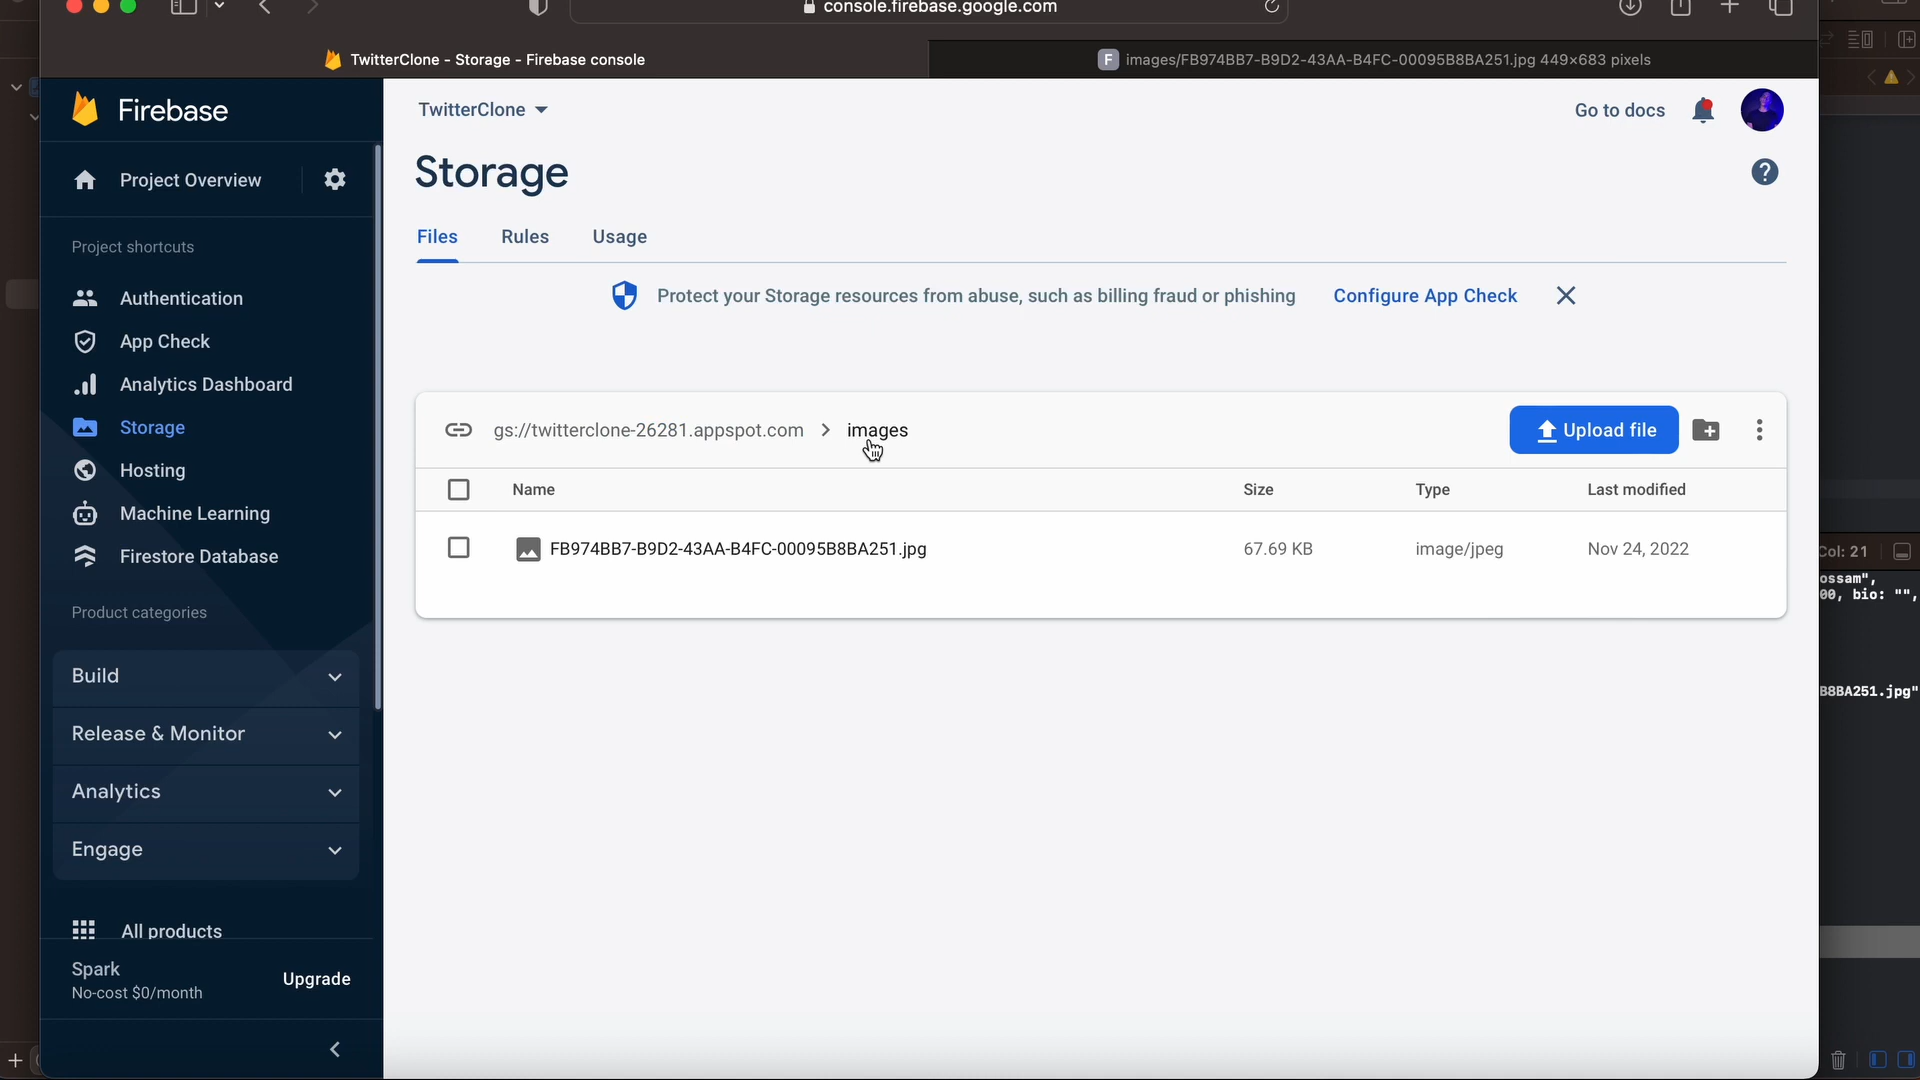 console.firebase.google.com
TwitterClone - Storage - Firebase console
F images/FB974BB7-B9D2-43AA-B4FC-00095B8BA251.jpg 449×683 pixels
Firebase
TwitterClone
Go to docs
Project Overview
Storage
?
Files Rules Usage
Project shortcuts
Protect your Storage resources from abuse, such as billing fraud or phishing Configure App Check
Authentication
App Check
Analytics Dashboard
Storage
Hosting
Machine Learning
Firestore Database
gs://twitterclone-26281.appspot.com > images
Upload file
Name Size Type Last modified
FB974BB7-B9D2-43AA-B4FC-00095B8BA251.jpg 67.69 KB image/jpeg Nov 24, 2022
Product categories
Build
Release & Monitor
Analytics
Engage
All products
Spark
No-cost $0/month
Upgrade
Col: 21
ossam",
00, bio: "",
B8BA251.jpg"